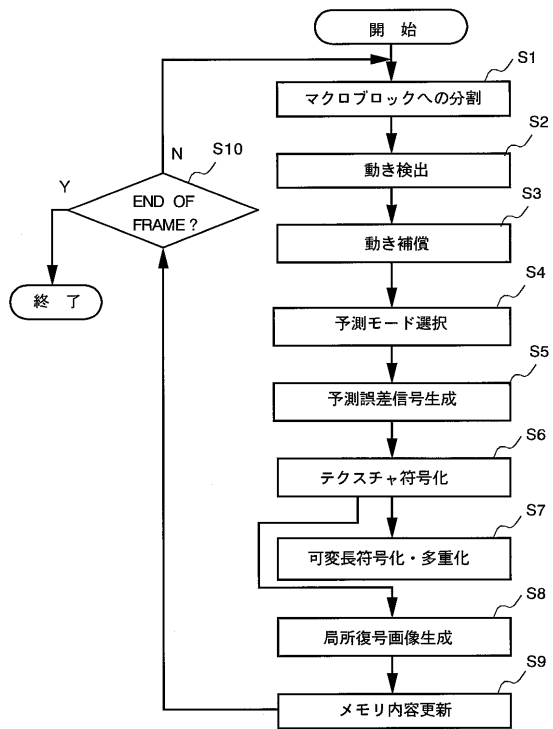 開 始
S1
マクロブロックへの分割
S2
動き検出
S3
動き補償
S4
予測モード選択
S5
予測誤差信号生成
S6
テクスチャ符号化
S7
可変長符号化・多重化
S8
局所復号画像生成
S9
メモリ内容更新
S10
N
Y
END OF
FRAME?
終 了